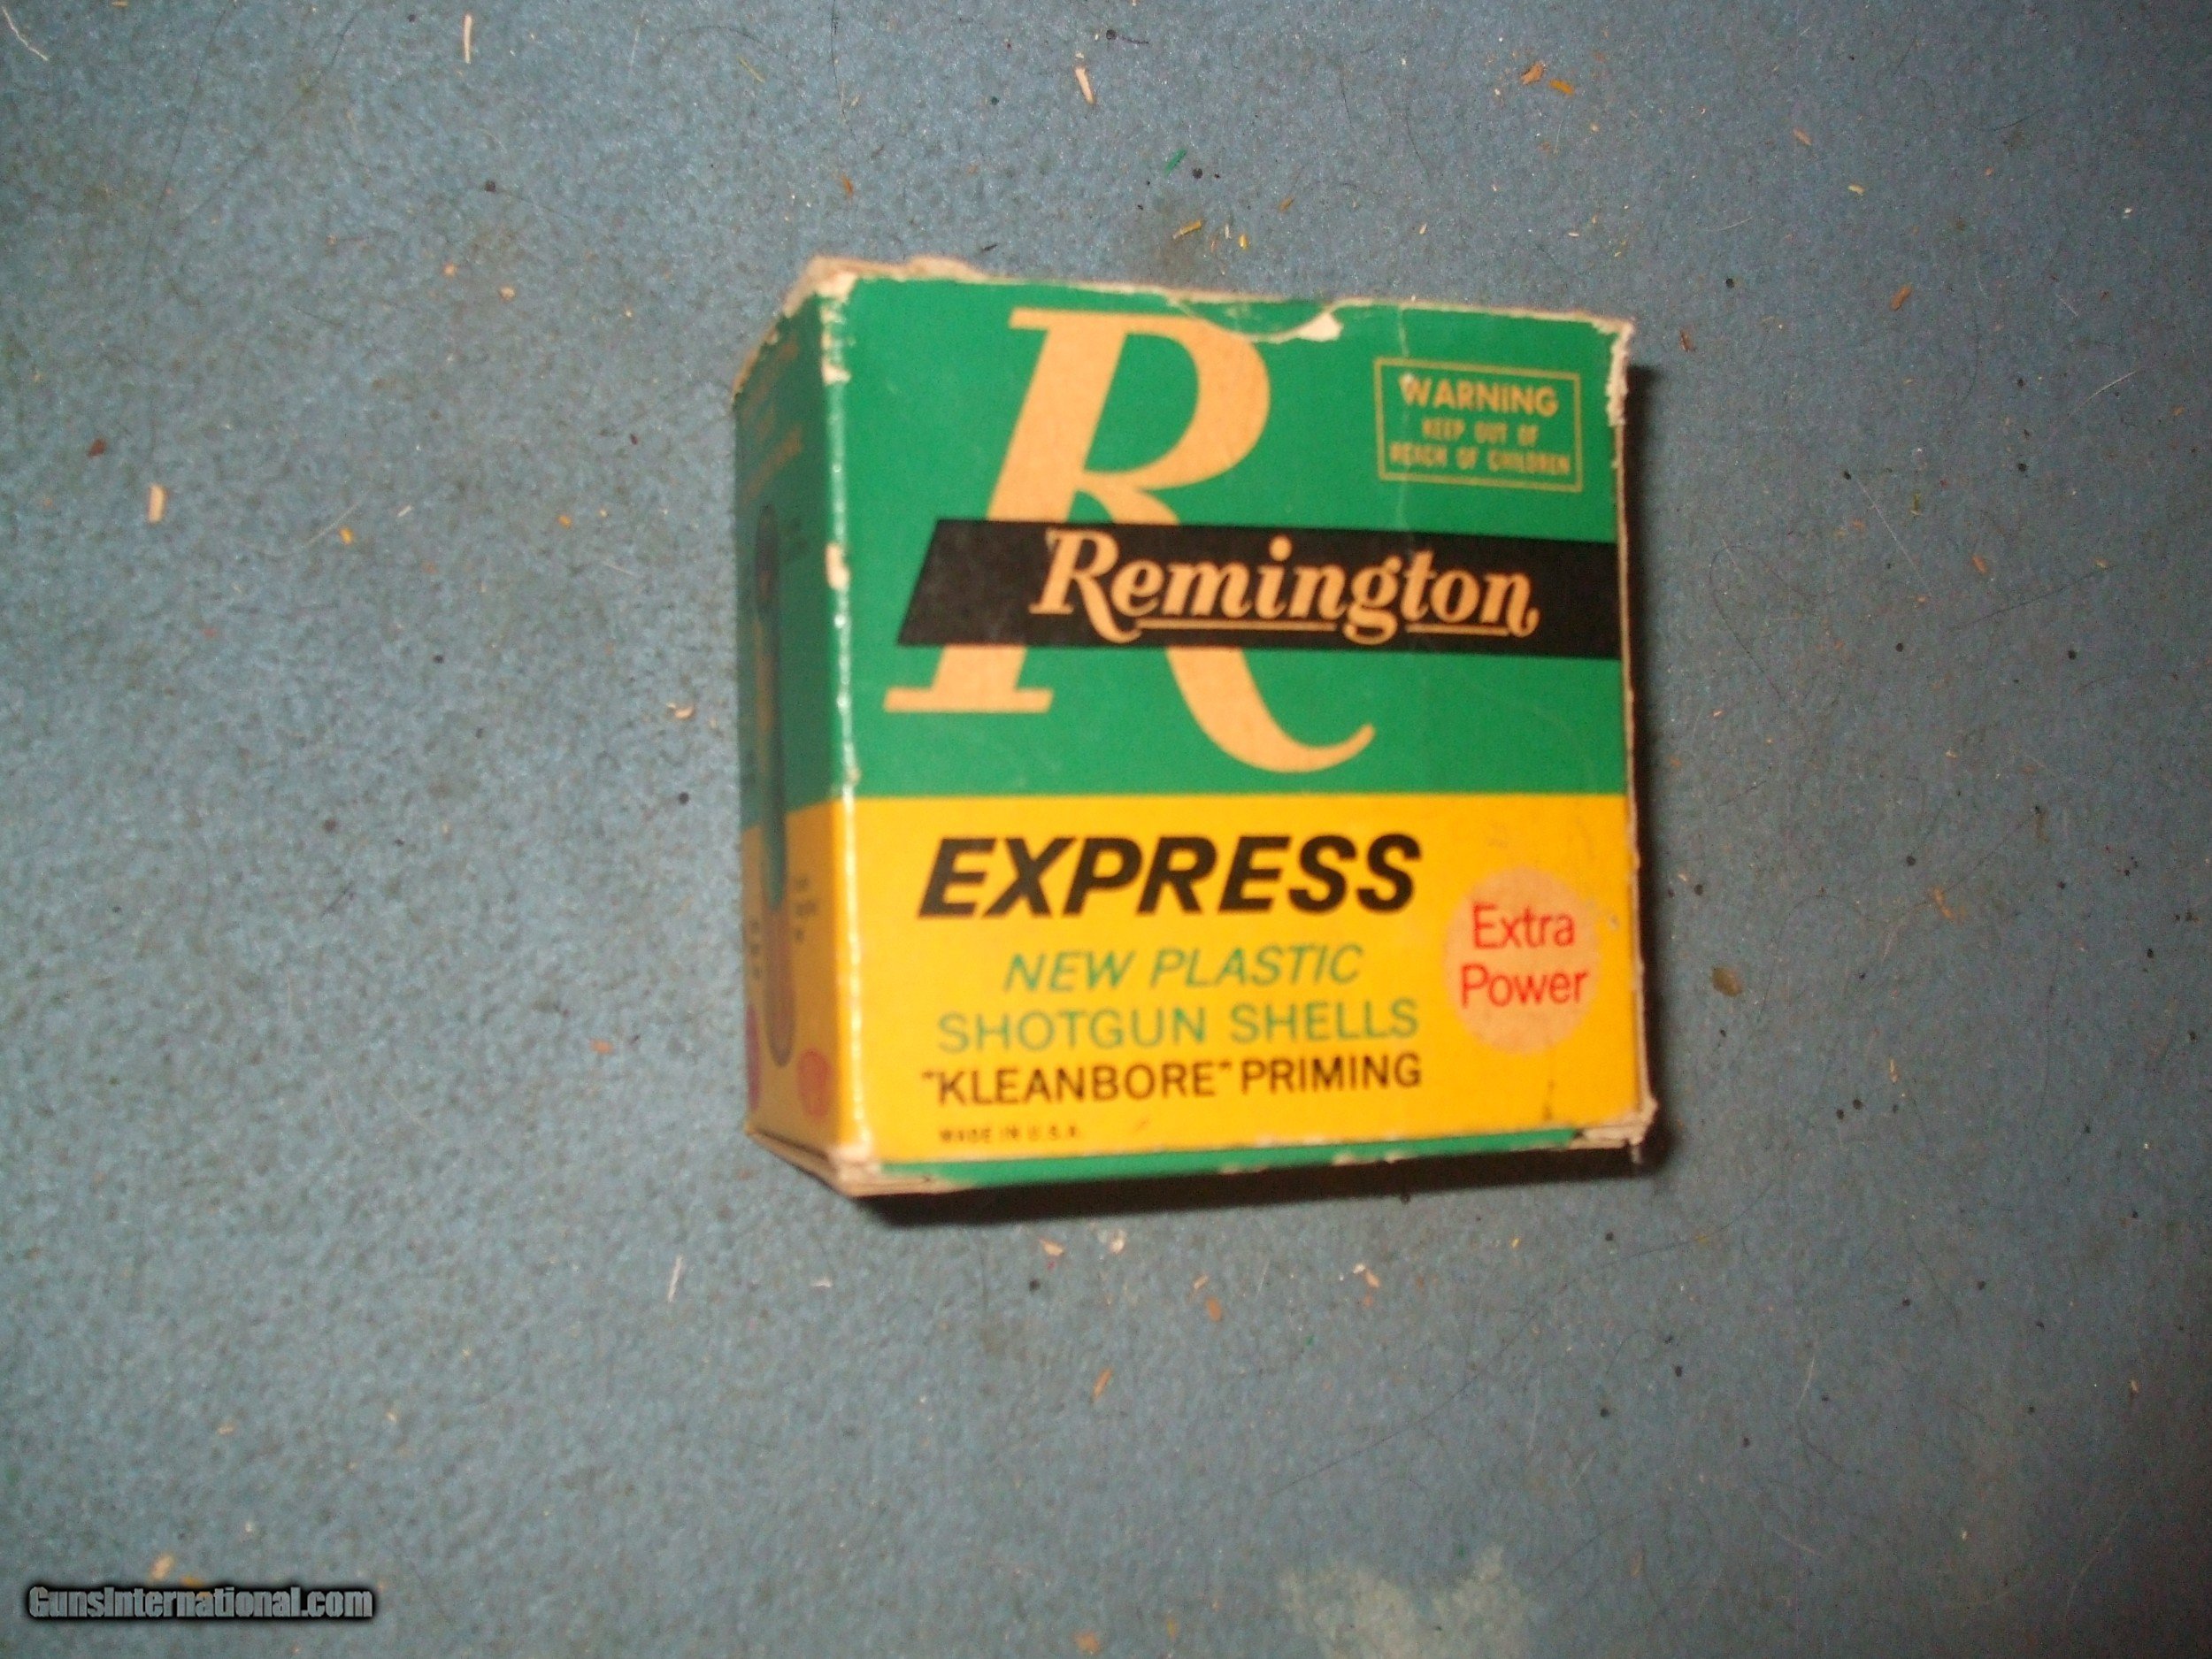 R
WARNING
KEEP OUT OF
REACH OF CHILDREN
Remington
EXPRESS
NEW PLASTIC
SHOTGUN SHELLS
"KLEANBORE" PRIMING
MADE IN U.S.A.
Extra
Power
GunsInternational.com